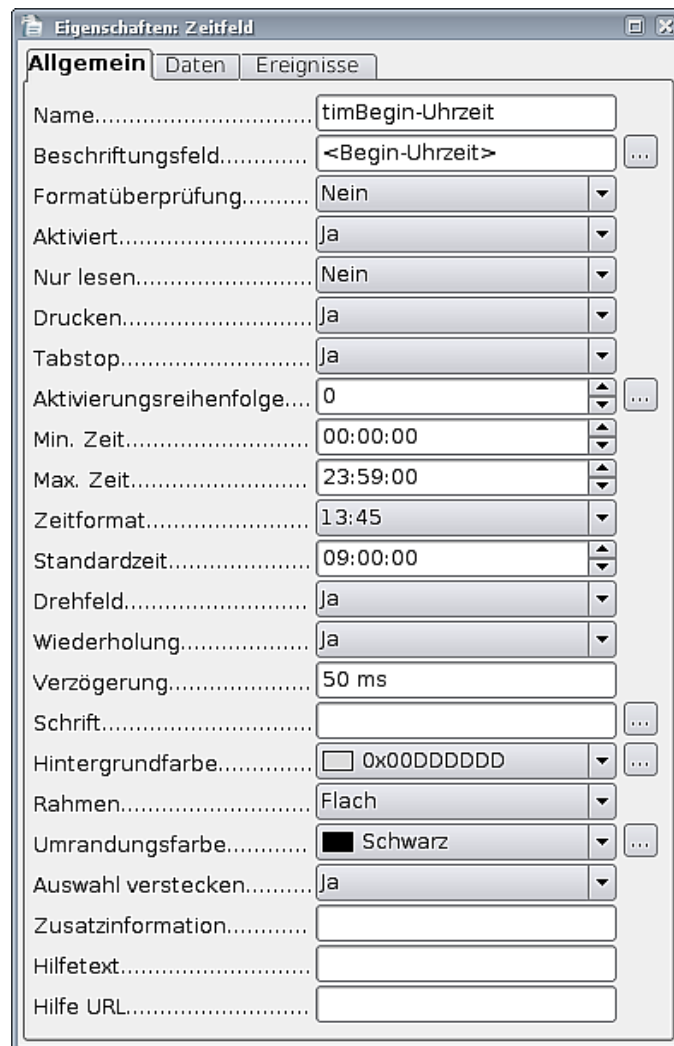 Eigenschaften: Zeitfeld
Allgemein Daten Ereignisse
Name.............................. timBegin-Uhrzeit
Beschriftungsfeld............. <Begin-Uhrzeit> ...
Formatüberprüfung.......... Nein
Aktiviert.......................... Ja
Nur lesen........................ Nein
Drucken.......................... Ja
Tabstop........................... Ja
Aktivierungsreihenfolge.... 0 ...
Min. Zeit......................... 00:00:00
Max. Zeit........................ 23:59:00
Zeitformat....................... 13:45
Standardzeit.................... 09:00:00
Drehfeld.......................... Ja
Wiederholung.................. Ja
Verzögerung.................... 50 ms
Schrift............................. ...
Hintergrundfarbe............. 0x00DDDDDD ...
Rahmen.......................... Flach
Umrandungsfarbe............ Schwarz ...
Auswahl verstecken.......... Ja
Zusatzinformation............
Hilfetext..........................
Hilfe URL.........................